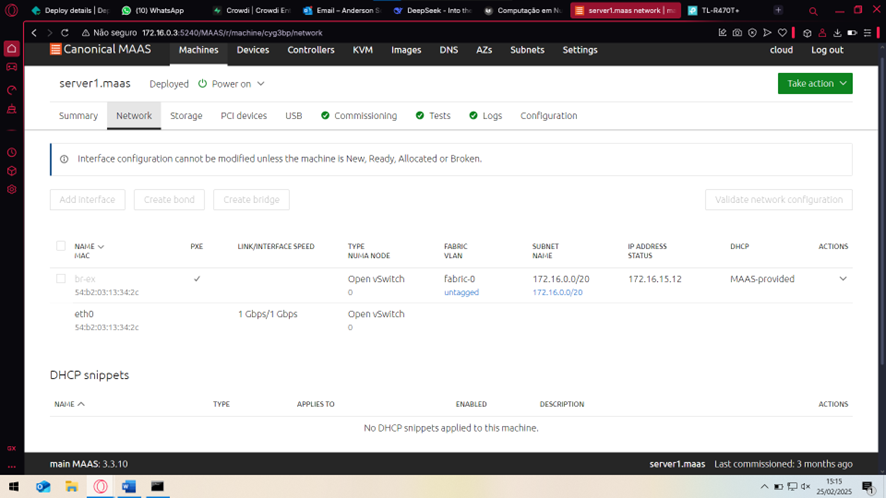 Deploy details | Dep
(10) WhatsApp
Crowdi | Crowdi Ent
Email – Anderson Sa
DeepSeek - Into the
Computação em Nu
server1.maas network | m
TL-R470T+
Não seguro 172.16.0.3:5240/MAAS/r/machine/cyg3bp/network
Canonical MAAS Machines Devices Controllers KVM Images DNS AZs Subnets Settings cloud Log out
server1.maas Deployed Power on Take action
Summary Network Storage PCI devices USB Commissioning Tests Logs Configuration
Interface configuration cannot be modified unless the machine is New, Ready, Allocated or Broken.
Add interface Create bond Create bridge Validate network configuration
NAME PXE LINK/INTERFACE SPEED TYPE FABRIC SUBNET IP ADDRESS DHCP ACTIONS
MAC NUMA NODE VLAN NAME STATUS
br-ex Open vSwitch fabric-0 172.16.0.0/20 172.16.15.12 MAAS-provided
54:b2:03:13:34:2c 0 untagged 172.16.0.0/20
eth0 1 Gbps/1 Gbps Open vSwitch
54:b2:03:13:34:2c 0
DHCP snippets
NAME TYPE APPLIES TO ENABLED DESCRIPTION ACTIONS
No DHCP snippets applied to this machine.
main MAAS: 3.3.10 server1.maas Last commissioned: 3 months ago
GX
15:15
25/02/2025
1